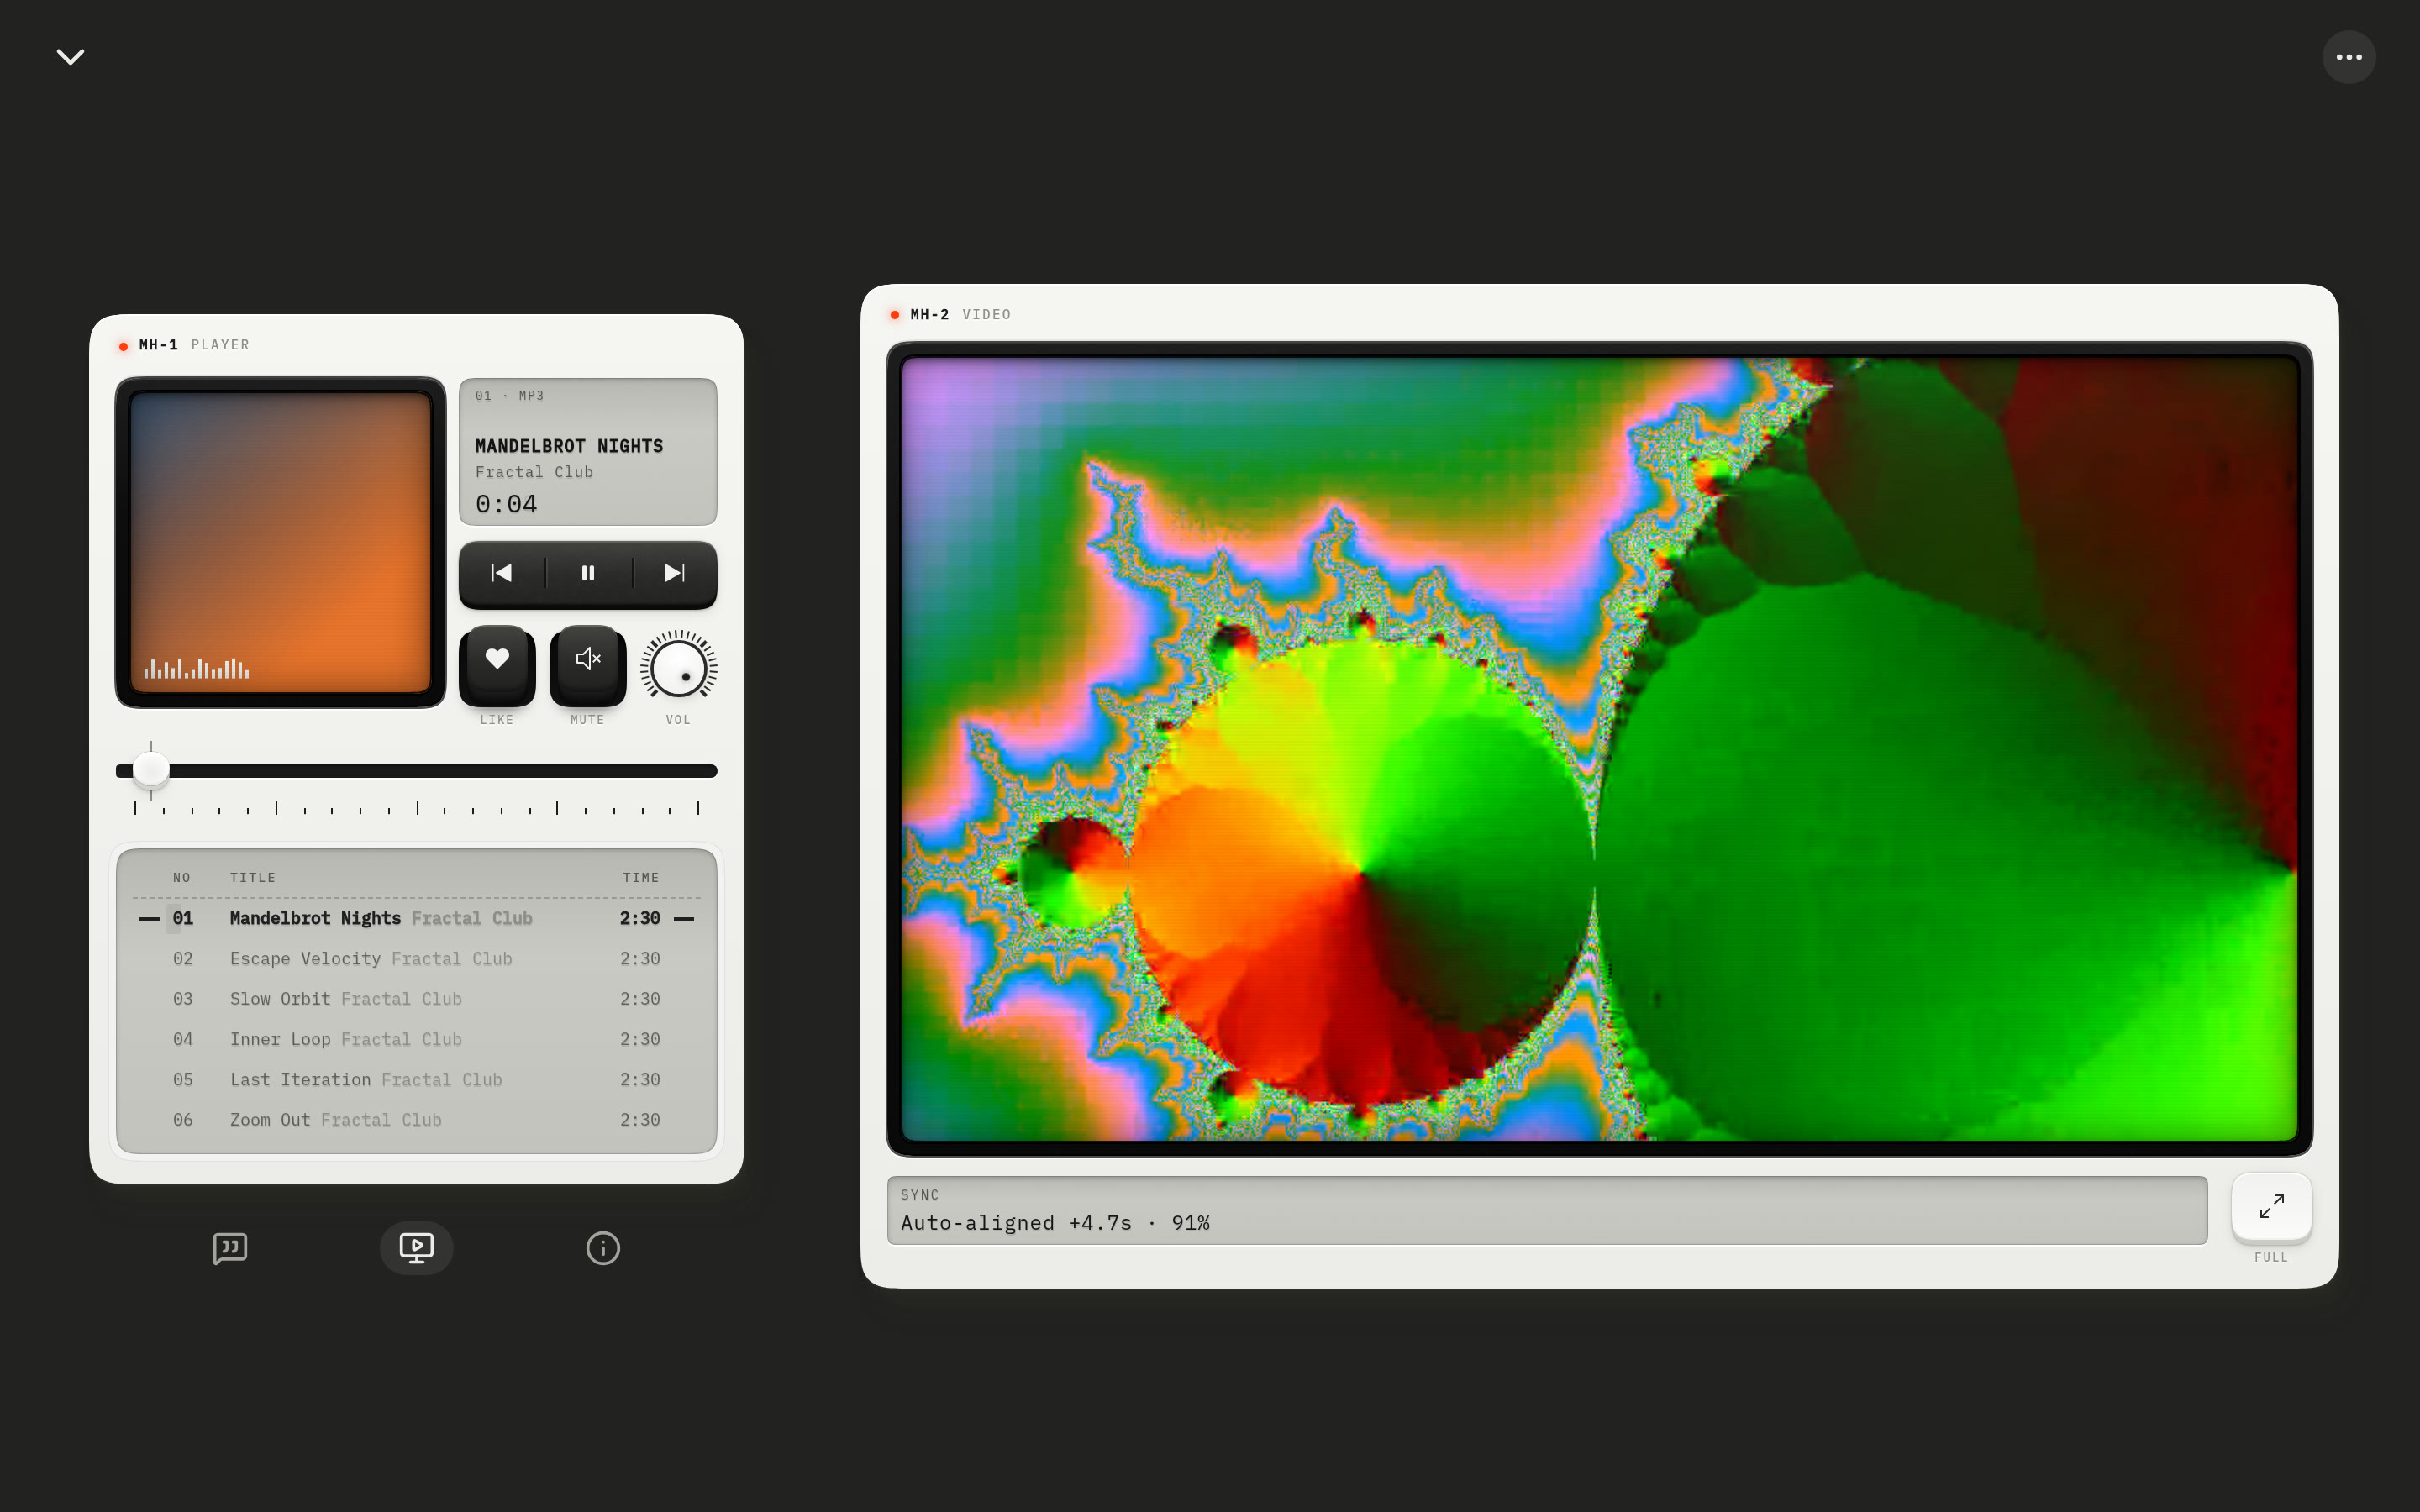 MH-1 PLAYER
01 · MP3
MANDELBROT NIGHTS
Fractal Club
0:04
LIKE MUTE VOL
NO TITLE TIME
01 Mandelbrot Nights Fractal Club 2:30
02 Escape Velocity Fractal Club 2:30
03 Slow Orbit Fractal Club 2:30
04 Inner Loop Fractal Club 2:30
05 Last Iteration Fractal Club 2:30
06 Zoom Out Fractal Club 2:30
MH-2 VIDEO
SYNC
Auto-aligned +4.7s · 91%
FULL